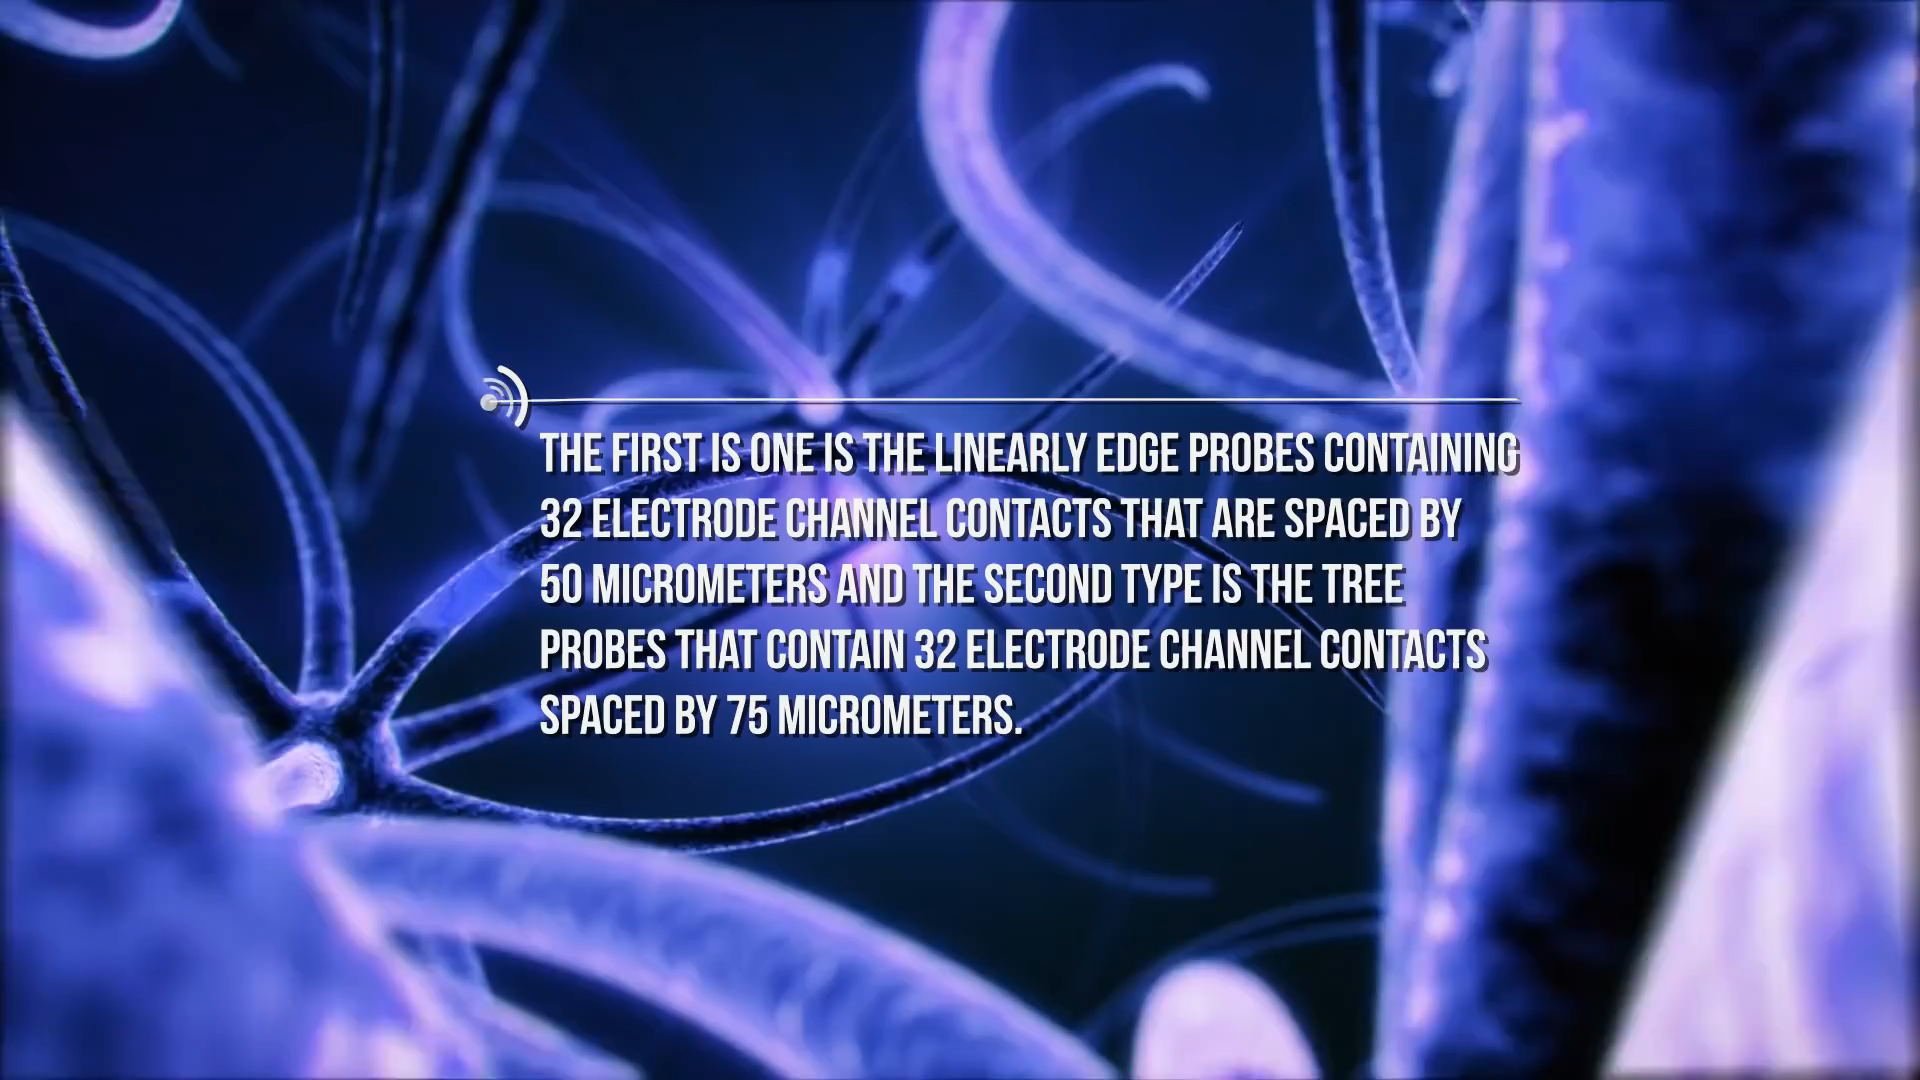 THE FIRST IS ONE IS THE LINEARLY EDGE PROBES CONTAINING
32 ELECTRODE CHANNEL CONTACTS THAT ARE SPACED BY
50 MICROMETERS AND THE SECOND TYPE IS THE TREE
PROBES THAT CONTAIN 32 ELECTRODE CHANNEL CONTACTS
SPACED BY 75 MICROMETERS.